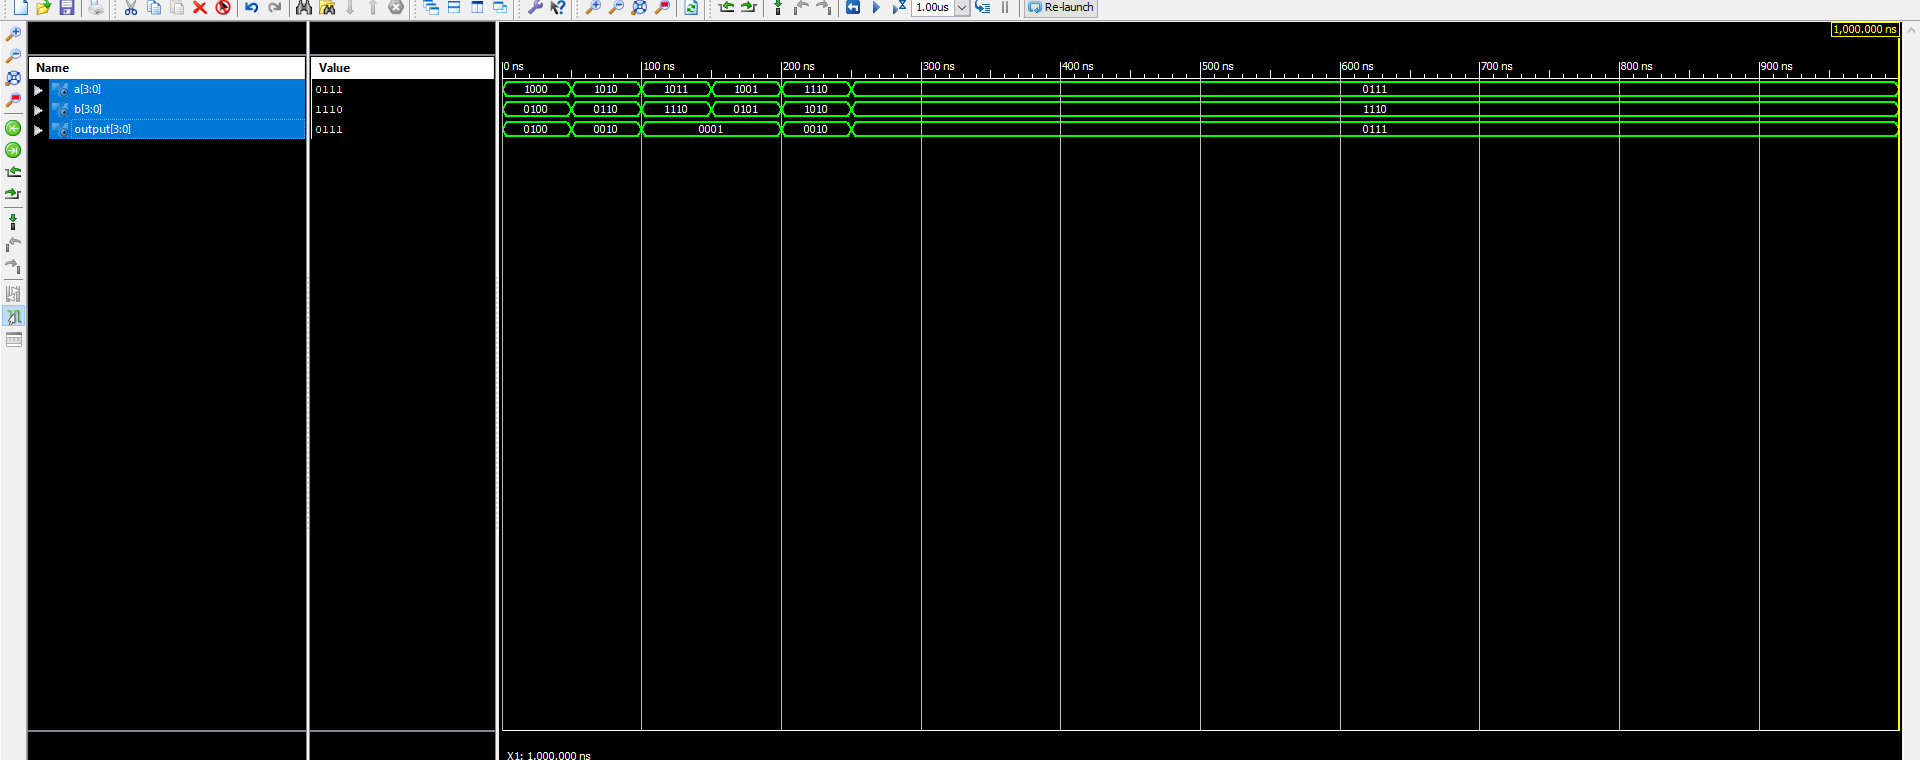 1.00us Re-launch
1,000.000 ns
Name Value 0 ns 100 ns 200 ns 300 ns 400 ns 500 ns 600 ns 700 ns 800 ns 900 ns
a[3:0] 0111 1000 1010 1011 1001 1110 0111
b[3:0] 1110 0100 0110 1110 0101 1010 1110
output[3:0] 0111 0100 0010 0001 0010 0111
X1: 1,000.000 ns